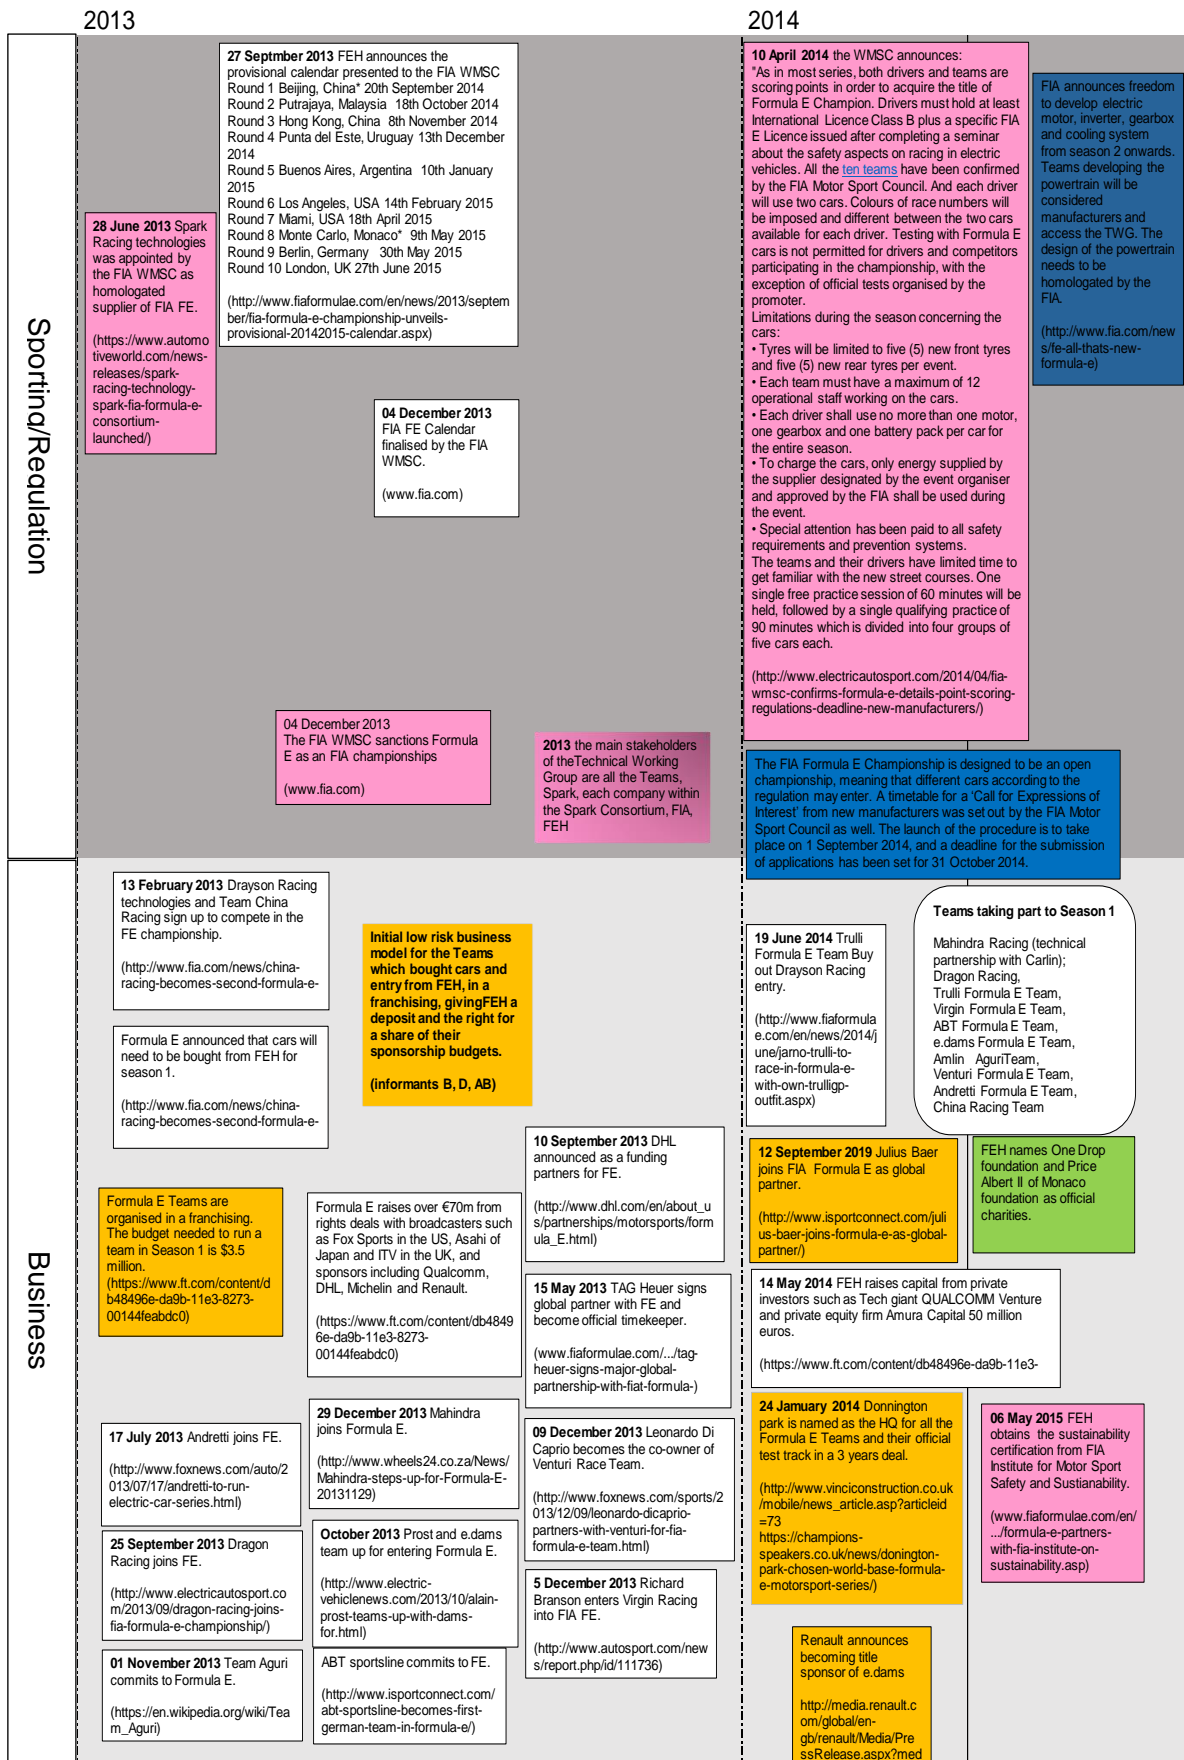 2013
2014
Sporting/Regulation
27 Septmber 2013 FEH announces the
provisional calendar presented to the FIA WMSC
Round 1 Beijing, China* 20th September 2014
Round 2 Putrajaya, Malaysia 18th October 2014
Round 3 Hong Kong, China 8th November 2014
Round 4 Punta del Este, Uruguay 13th December
2014
Round 5 Buenos Aires, Argentina 10th January
2015
Round 6 Los Angeles, USA 14th February 2015
Round 7 Miami, USA 18th April 2015
Round 8 Monte Carlo, Monaco* 9th May 2015
Round 9 Berlin, Germany 30th May 2015
Round 10 London, UK 27th June 2015
(http://www.fiaformulae.com/en/news/2013/septem
ber/fia-formula-e-championship-unveils-
provisional-20142015-calendar.aspx)
28 June 2013 Spark
Racing technologies
was appointed by
the FIA WMSC as
homologated
supplier of FIA FE.
(https://www.automo
tiveworld.com/news-
releases/spark-
racing-technology-
spark-fia-formula-e-
consortium-
launched/)
04 December 2013
FIA FE Calendar
finalised by the FIA
WMSC.
(www.fia.com)
04 December 2013
The FIA WMSC sanctions Formula
E as an FIA championships
(www.fia.com)
2013 the main stakeholders
of theTechnical Working
Group are all the Teams,
Spark, each company within
the Spark Consortium, FIA,
FEH
10 April 2014 the WMSC announces:
"As in most series, both drivers and teams are
scoring points in order to acquire the title of
Formula E Champion. Drivers must hold at least
International Licence Class B plus a specific FIA
E Licence issued after completing a seminar
about the safety aspects on racing in electric
vehicles. All the ten teams have been confirmed
by the FIA Motor Sport Council. And each driver
will use two cars. Colours of race numbers will
be imposed and different between the two cars
available for each driver. Testing with Formula E
cars is not permitted for drivers and competitors
participating in the championship, with the
exception of official tests organised by the
promoter.
Limitations during the season concerning the
cars:
• Tyres will be limited to five (5) new front tyres
and five (5) new rear tyres per event.
• Each team must have a maximum of 12
operational staff working on the cars.
• Each driver shall use no more than one motor,
one gearbox and one battery pack per car for
the entire season.
• To charge the cars, only energy supplied by
the supplier designated by the event organiser
and approved by the FIA shall be used during
the event.
• Special attention has been paid to all safety
requirements and prevention systems.
The teams and their drivers have limited time to
get familiar with the new street courses. One
single free practice session of 60 minutes will be
held, followed by a single qualifying practice of
90 minutes which is divided into four groups of
five cars each.
(http://www.electricautosport.com/2014/04/fia-
wmsc-confirms-formula-e-details-point-scoring-
regulations-deadline-new-manufacturers/)
FIA announces freedom
to develop electric
motor, inverter, gearbox
and cooling system
from season 2 onwards.
Teams developing the
powertrain will be
considered
manufacturers and
access the TWG. The
design of the powertrain
needs to be
homologated by the
FIA.
(http://www.fia.com/new
s/fe-all-thats-new-
formula-e)
The FIA Formula E Championship is designed to be an open
championship, meaning that different cars according to the
regulation may enter. A timetable for a 'Call for Expressions of
Interest' from new manufacturers was set out by the FIA Motor
Sport Council as well. The launch of the procedure is to take
place on 1 September 2014, and a deadline for the submission
of applications has been set for 31 October 2014.
Business
13 February 2013 Drayson Racing
technologies and Team China
Racing sign up to compete in the
FE championship.
(http://www.fia.com/news/china-
racing-becomes-second-formula-e-
Formula E announced that cars will
need to be bought from FEH for
season 1.
(http://www.fia.com/news/china-
racing-becomes-second-formula-e-
Initial low risk business
model for the Teams
which bought cars and
entry from FEH, in a
franchising, givingFEH a
deposit and the right for
a share of their
sponsorship budgets.
(informants B, D, AB)
Formula E Teams are
organised in a franchising.
The budget needed to run a
team in Season 1 is $3.5
million.
(https://www.ft.com/content/d
b48496e-da9b-11e3-8273-
00144feabdc0)
Formula E raises over €70m from
rights deals with broadcasters such
as Fox Sports in the US, Asahi of
Japan and ITV in the UK, and
sponsors including Qualcomm,
DHL, Michelin and Renault.
(https://www.ft.com/content/db4849
6e-da9b-11e3-8273-
00144feabdc0)
10 September 2013 DHL
announced as a funding
partners for FE.
(http://www.dhl.com/en/about_u
s/partnerships/motorsports/form
ula_E.html)
15 May 2013 TAG Heuer signs
global partner with FE and
become official timekeeper.
(www.fiaformulae.com/.../tag-
heuer-signs-major-global-
partnership-with-fiat-formula-)
17 July 2013 Andretti joins FE.
(http://www.foxnews.com/auto/2
013/07/17/andretti-to-run-
electric-car-series.html)
29 December 2013 Mahindra
joins Formula E.
(http://www.wheels24.co.za/News/
Mahindra-steps-up-for-Formula-E-
20131129)
09 December 2013 Leonardo Di
Caprio becomes the co-owner of
Venturi Race Team.
(http://www.foxnews.com/sports/2
013/12/09/leonardo-dicaprio-
partners-with-venturi-for-fia-
formula-e-team.html)
25 September 2013 Dragon
Racing joins FE.
(http://www.electricautosport.co
m/2013/09/dragon-racing-joins-
fia-formula-e-championship/)
October 2013 Prost and e.dams
team up for entering Formula E.
(http://www.electric-
vehiclenews.com/2013/10/alain-
prost-teams-up-with-dams-
for.html)
5 December 2013 Richard
Branson enters Virgin Racing
into FIA FE.
(http://www.autosport.com/new
s/report.php/id/111736)
01 November 2013 Team Aguri
commits to Formula E.
(https://en.wikipedia.org/wiki/Tea
m_Aguri)
ABT sportsline commits to FE.
(http://www.isportconnect.com/
abt-sportsline-becomes-first-
german-team-in-formula-e/)
19 June 2014 Trulli
Formula E Team Buy
out Drayson Racing
entry.
(http://www.fiaformula
e.com/en/news/2014/j
une/jarno-trulli-to-
race-in-formula-e-
with-own-trulligp-
outfit.aspx)
Teams taking part to Season 1
Mahindra Racing (technical
partnership with Carlin);
Dragon Racing,
Trulli Formula E Team,
Virgin Formula E Team,
ABT Formula E Team,
e.dams Formula E Team,
Amlin AguriTeam,
Venturi Formula E Team,
Andretti Formula E Team,
China Racing Team
12 September 2019 Julius Baer
joins FIA Formula E as global
partner.
(http://www.isportconnect.com/juli
us-baer-joins-formula-e-as-global-
partner/)
FEH names One Drop
foundation and Price
Albert II of Monaco
foundation as official
charities.
14 May 2014 FEH raises capital from private
investors such as Tech giant QUALCOMM Venture
and private equity firm Amura Capital 50 million
euros.
(https://www.ft.com/content/db48496e-da9b-11e3-
24 Jamuary 2014 Donnington
park is named as the HQ for all the
Formula E Teams and their official
test track in a 3 years deal.
(http://www.vinciconstruction.co.uk
/mobile/news_article.asp?articleid
=73
https://champions-
speakers.co.uk/news/donington-
park-chosen-world-base-formula-
e-motorsport-series/)
06 May 2015 FEH
obtains the sustainability
certification from FIA
Institute for Motor Sport
Safety and Sustianability.
(www.fiaformulae.com/en/
.../formula-e-partners-
with-fia-institute-on-
sustainability.asp)
Renault announces
becoming title
sponsor of e.dams
http://media.renault.c
om/global/en-
gb/renault/Media/Pre
ssRelease.aspx?med